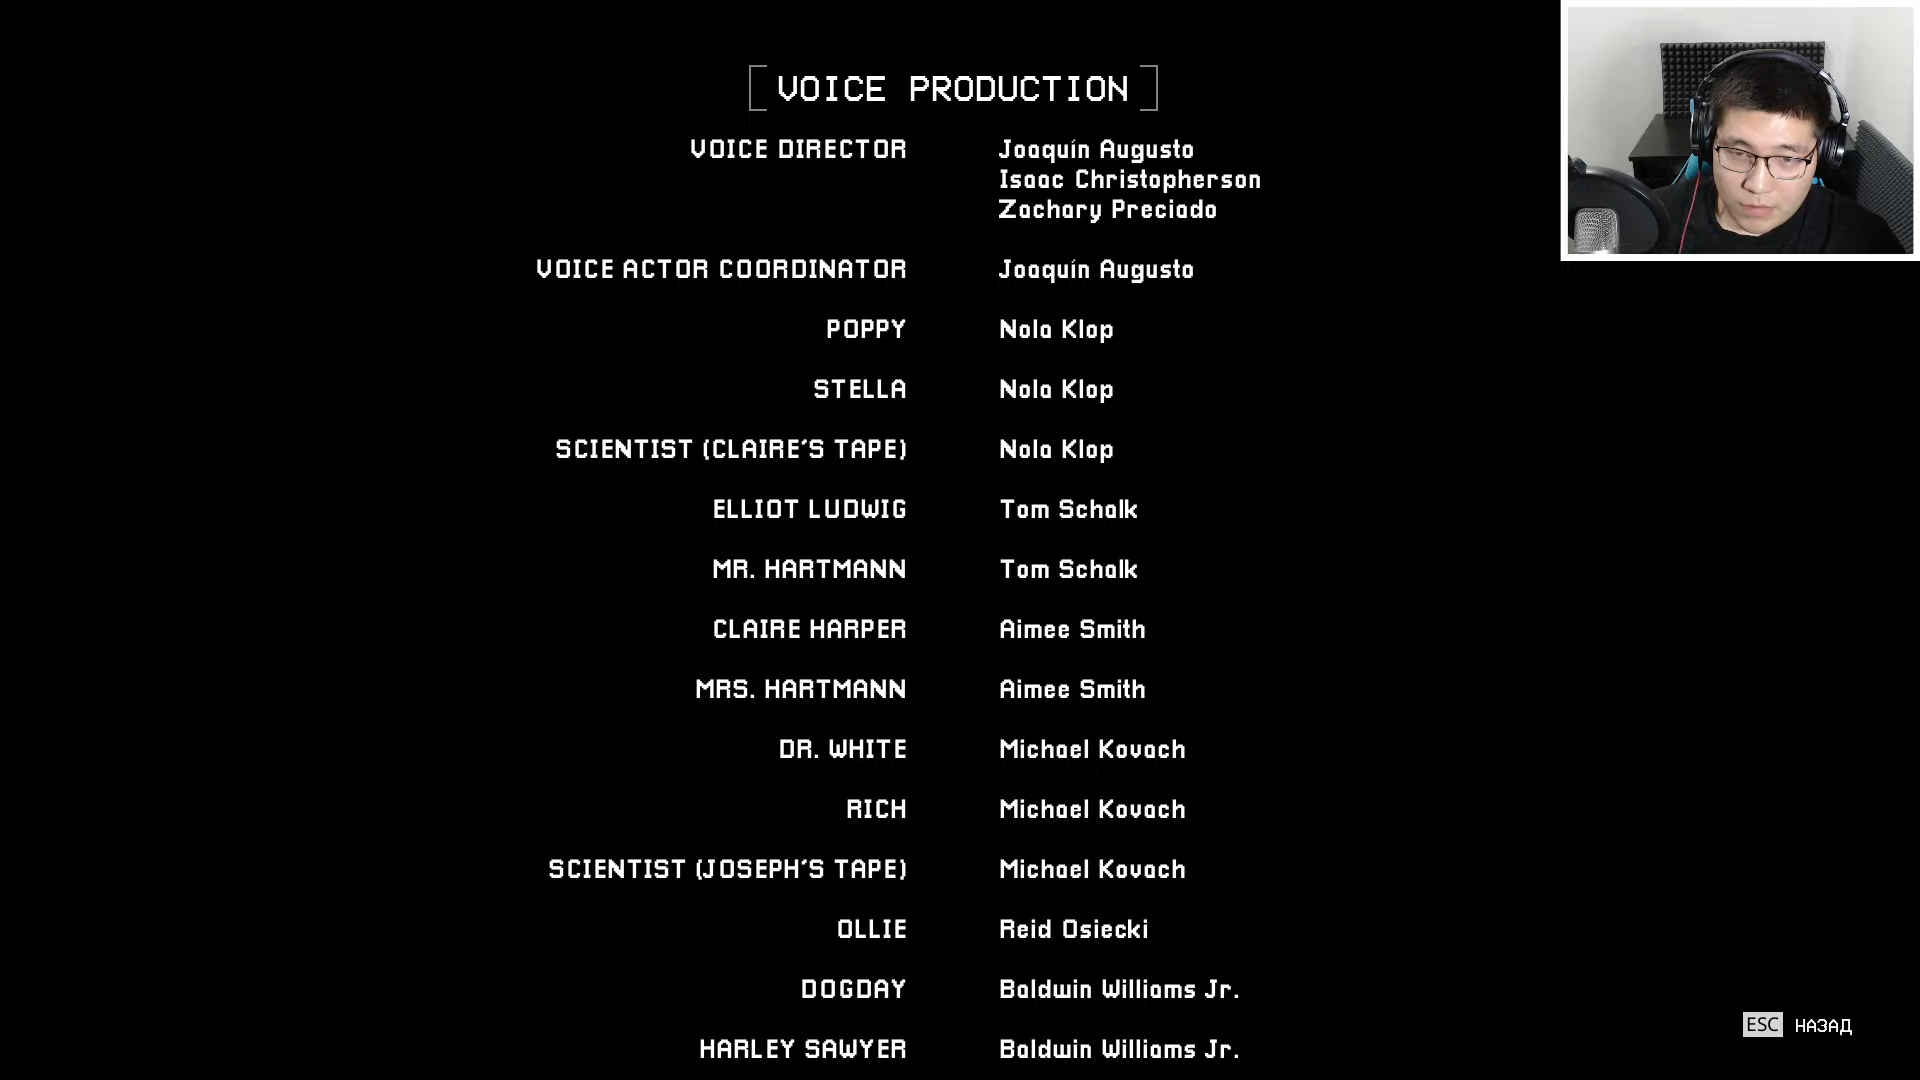 VOICE PRODUCTION
VOICE DIRECTOR Joaquín Augusto
Isaac Christopherson
Zachary Preciado
VOICE ACTOR COORDINATOR Joaquín Augusto
POPPY Nola Klop
STELLA Nola Klop
SCIENTIST (CLAIRE'S TAPE) Nola Klop
ELLIOT LUDWIG Tom Schalk
MR. HARTMANN Tom Schalk
CLAIRE HARPER Aimee Smith
MRS. HARTMANN Aimee Smith
DR. WHITE Michael Kovach
RICH Michael Kovach
SCIENTIST (JOSEPH'S TAPE) Michael Kovach
OLLIE Reid Osiecki
DOGDAY Baldwin Williams Jr.
HARLEY SAWYER Baldwin Williams Jr.
ESC НАЗАД